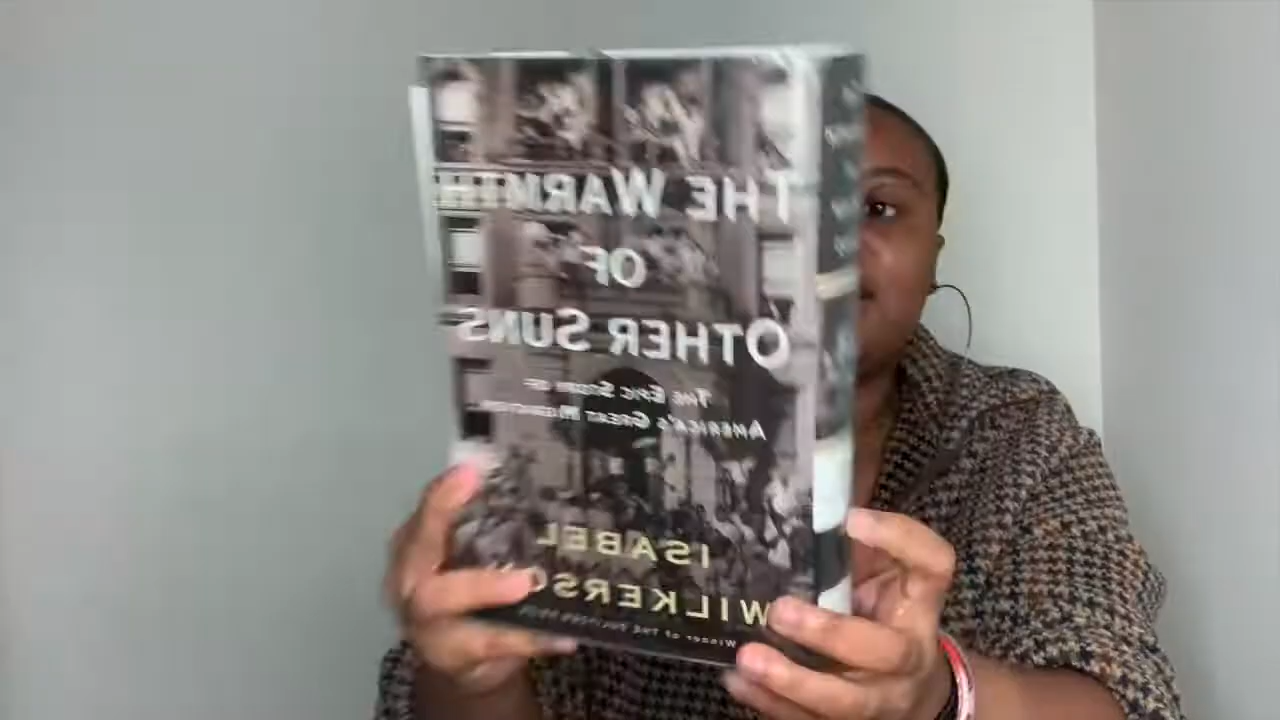 THE WARMTH
OF
OTHER SUNS
THE EPIC STORY OF
AMERICA'S GREAT MIGRATION
ISABEL
WILKERSON
WINNER OF THE PULITZER PRIZE